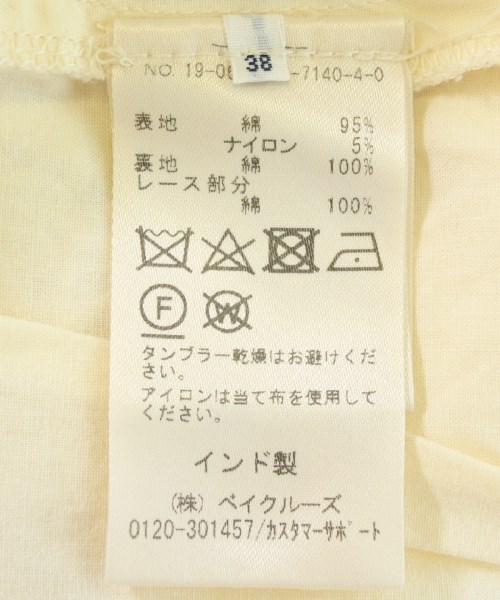 38
NO. 19-06 -7140-4-0
表地 綿 95%
ナイロン 5%
裏地 綿 100%
レース部分
綿 100%
F W
タンブラー乾燥はお避けくだ
さい。
アイロンは当て布を使用して
ください。
インド製
(株) ベイクルーズ
0120-301457/ｶｽﾀﾏｰｻﾎﾟｰﾄ